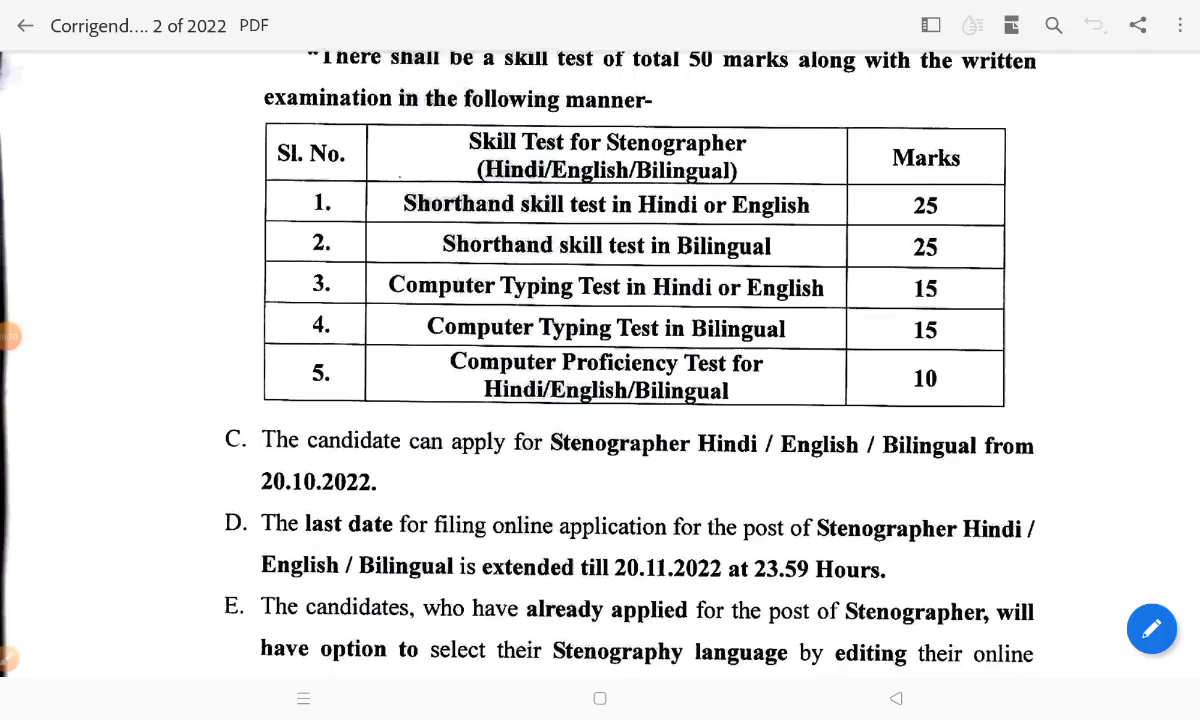 Corrigend.... 2 of 2022 PDF
"There shall be a skill test of total 50 marks along with the written
examination in the following manner-
Sl. No.
Skill Test for Stenographer
(Hindi/English/Bilingual)
Marks
1.
Shorthand skill test in Hindi or English
25
2.
Shorthand skill test in Bilingual
25
3.
Computer Typing Test in Hindi or English
15
4.
Computer Typing Test in Bilingual
15
5.
Computer Proficiency Test for
Hindi/English/Bilingual
10
C. The candidate can apply for Stenographer Hindi / English / Bilingual from
20.10.2022.
D. The last date for filing online application for the post of Stenographer Hindi /
English / Bilingual is extended till 20.11.2022 at 23.59 Hours.
E. The candidates, who have already applied for the post of Stenographer, will
have option to select their Stenography language by editing their online